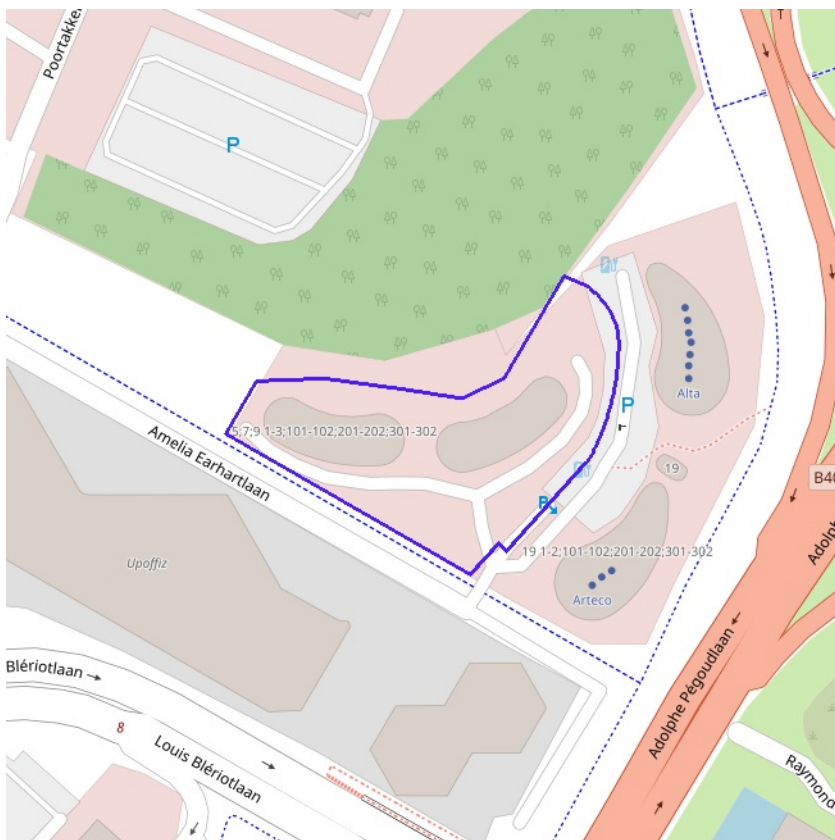 T
Poortakke
P
Alta
P
5;7;9 1-3;101-102;201-202;301-302
Amelia Earhartlaan
19
B40
P
19 1-2;101-102;201-202;301-302
Adolph
Upoffiz
Arteco
Adolphe Pégoudlaan
Blériotlaan
8
Louis Blériotlaan
Raymond